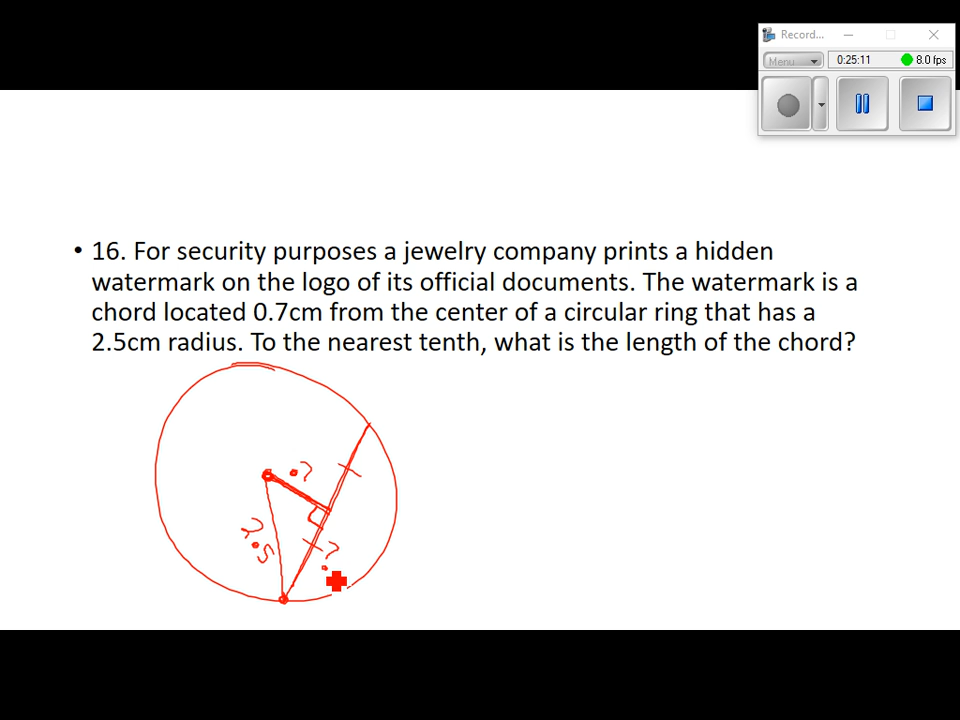 Record...
Menu
0:25:11
8.0 fps
• 16. For security purposes a jewelry company prints a hidden
watermark on the logo of its official documents. The watermark is a
chord located 0.7cm from the center of a circular ring that has a
2.5cm radius. To the nearest tenth, what is the length of the chord?
.7
2.5
?